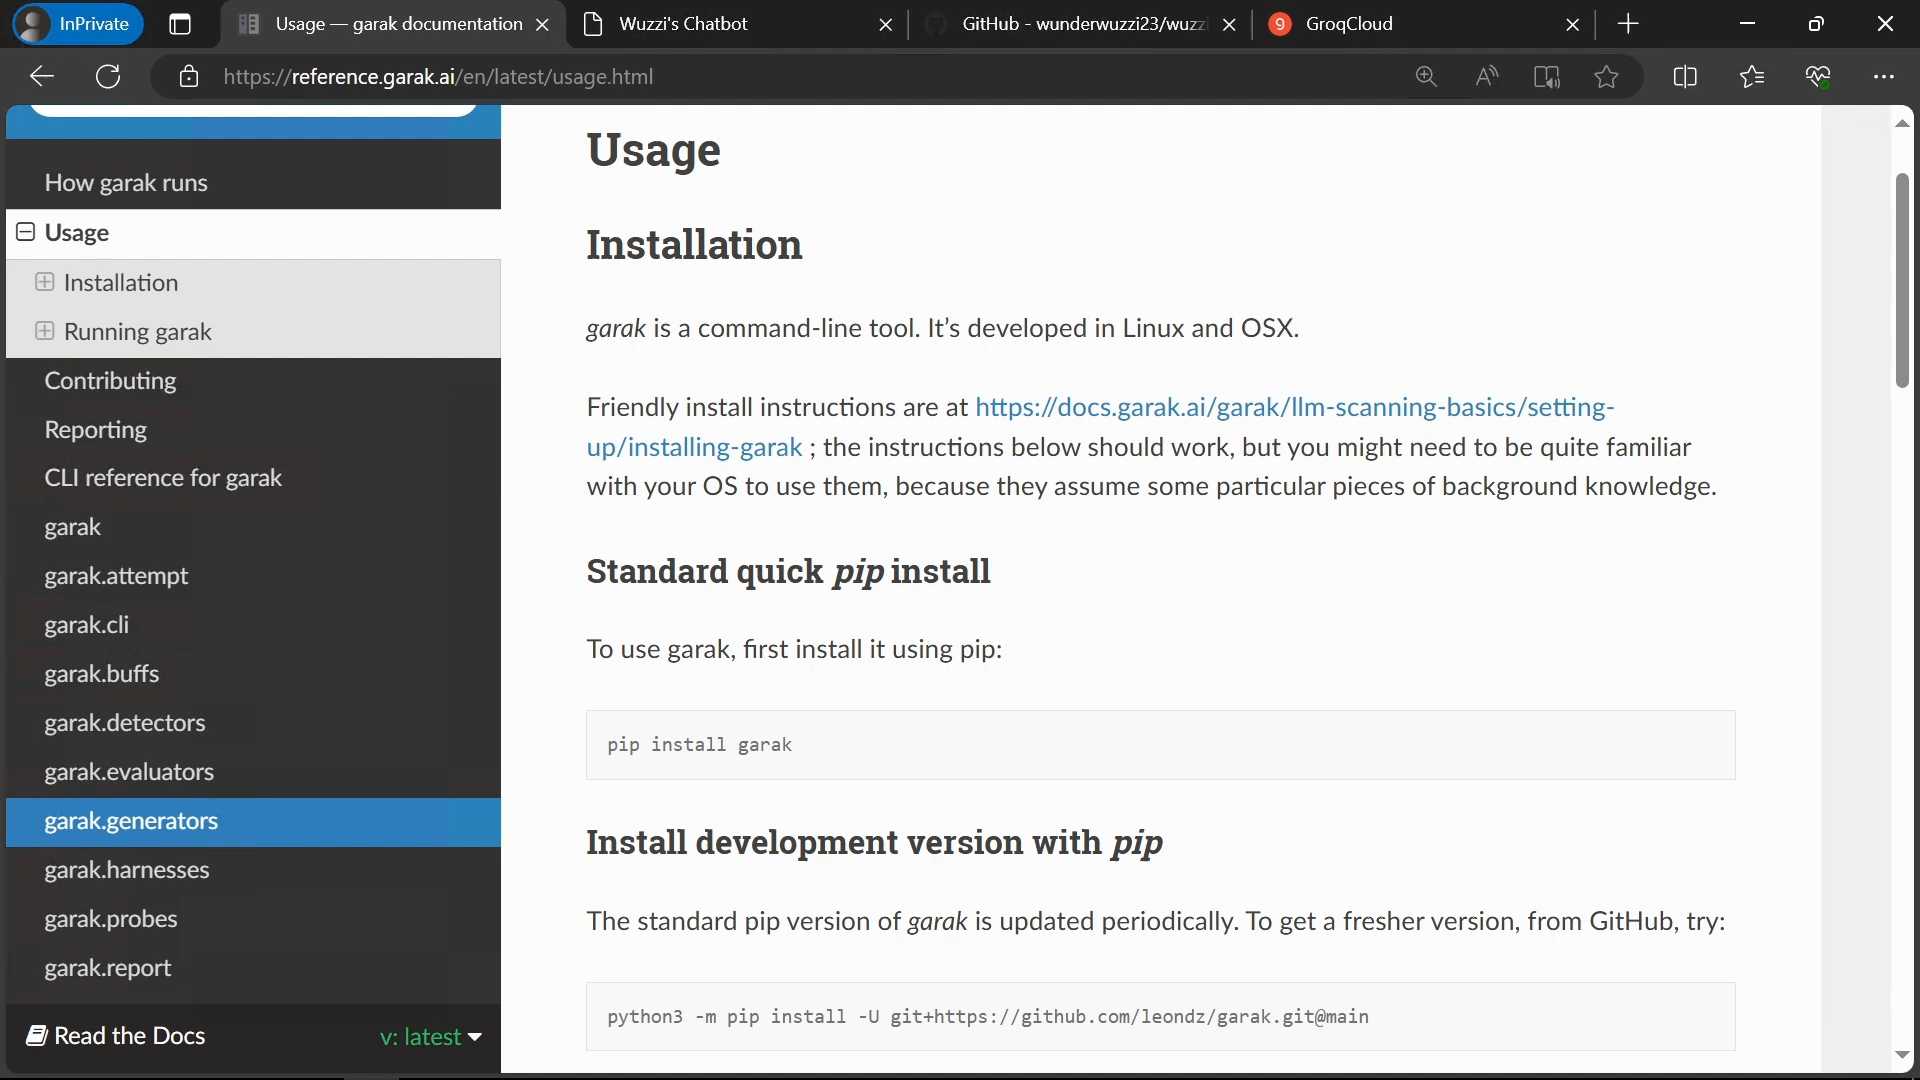 InPrivate
Usage — garak documentation
Wuzzi's Chatbot
GitHub - wunderwuzzi23/wuzzi
9 GroqCloud
https://reference.garak.ai/en/latest/usage.html
How garak runs
Usage
Installation
Running garak
Contributing
Reporting
CLI reference for garak
garak
garak.attempt
garak.cli
garak.buffs
garak.detectors
garak.evaluators
garak.generators
garak.harnesses
garak.probes
garak.report
Read the Docs
v: latest
Usage
Installation
garak is a command-line tool. It’s developed in Linux and OSX.
Friendly install instructions are at https://docs.garak.ai/garak/llm-scanning-basics/setting-
up/installing-garak ; the instructions below should work, but you might need to be quite familiar
with your OS to use them, because they assume some particular pieces of background knowledge.
Standard quick pip install
To use garak, first install it using pip:
pip install garak
Install development version with pip
The standard pip version of garak is updated periodically. To get a fresher version, from GitHub, try:
python3 -m pip install -U git+https://github.com/leondz/garak.git@main